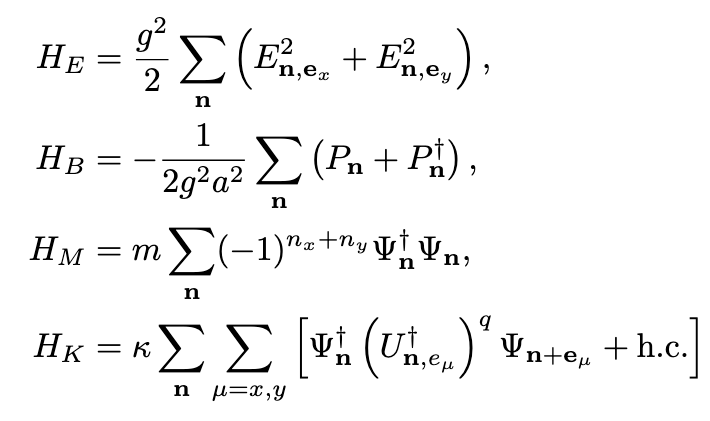 H_E = \frac{g^2}{2} \sum_{\mathbf{n}} \left( E^2_{\mathbf{n},\mathbf{e}_x} + E^2_{\mathbf{n},\mathbf{e}_y} \right),
H_B = -\frac{1}{2g^2a^2} \sum_{\mathbf{n}} \left( P_{\mathbf{n}} + P^\dagger_{\mathbf{n}} \right),
H_M = m \sum_{\mathbf{n}} (-1)^{n_x+n_y} \Psi^\dagger_{\mathbf{n}} \Psi_{\mathbf{n}},
H_K = \kappa \sum_{\mathbf{n}} \sum_{\mu=x,y} \left[ \Psi^\dagger_{\mathbf{n}} \left( U^\dagger_{\mathbf{n},e_\mu} \right)^q \Psi_{\mathbf{n}+\mathbf{e}_\mu} + \text{h.c.} \right]